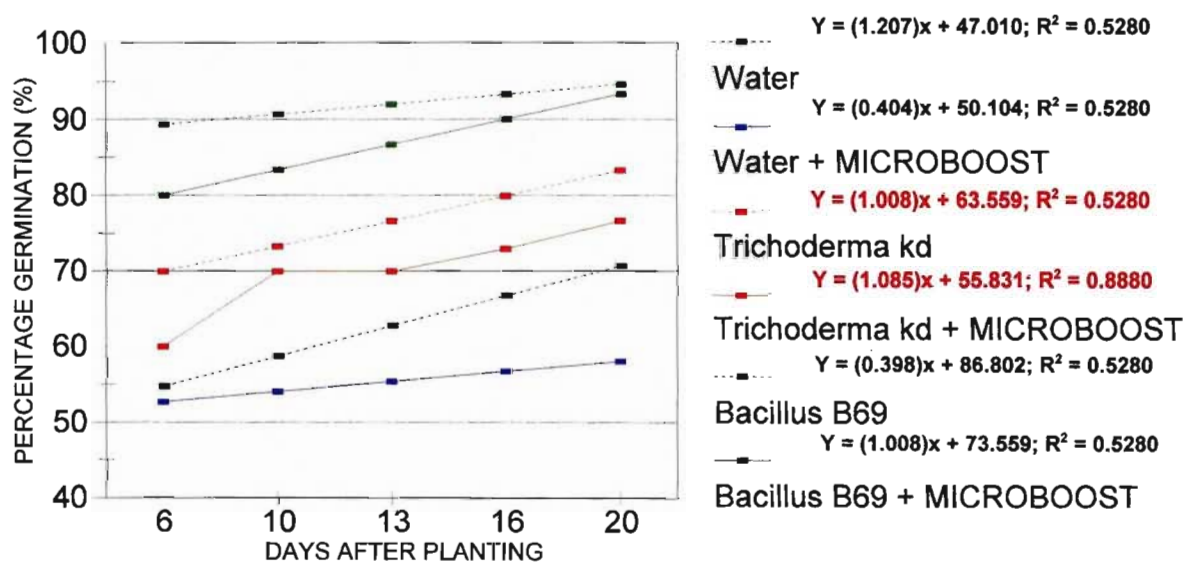 PERCENTAGE GERMINATION (%)
100
90
80
70
60
50
40
6 10 13 16 20
DAYS AFTER PLANTING
Y = (1.207)x + 47.010; R² = 0.5280
Water
Y = (0.404)x + 50.104; R² = 0.5280
Water + MICROBOOST
Y = (1.008)x + 63.559; R² = 0.5280
Trichoderma kd
Y = (1.085)x + 55.831; R² = 0.8880
Trichoderma kd + MICROBOOST
Y = (0.398)x + 86.802; R² = 0.5280
Bacillus B69
Y = (1.008)x + 73.559; R² = 0.5280
Bacillus B69 + MICROBOOST